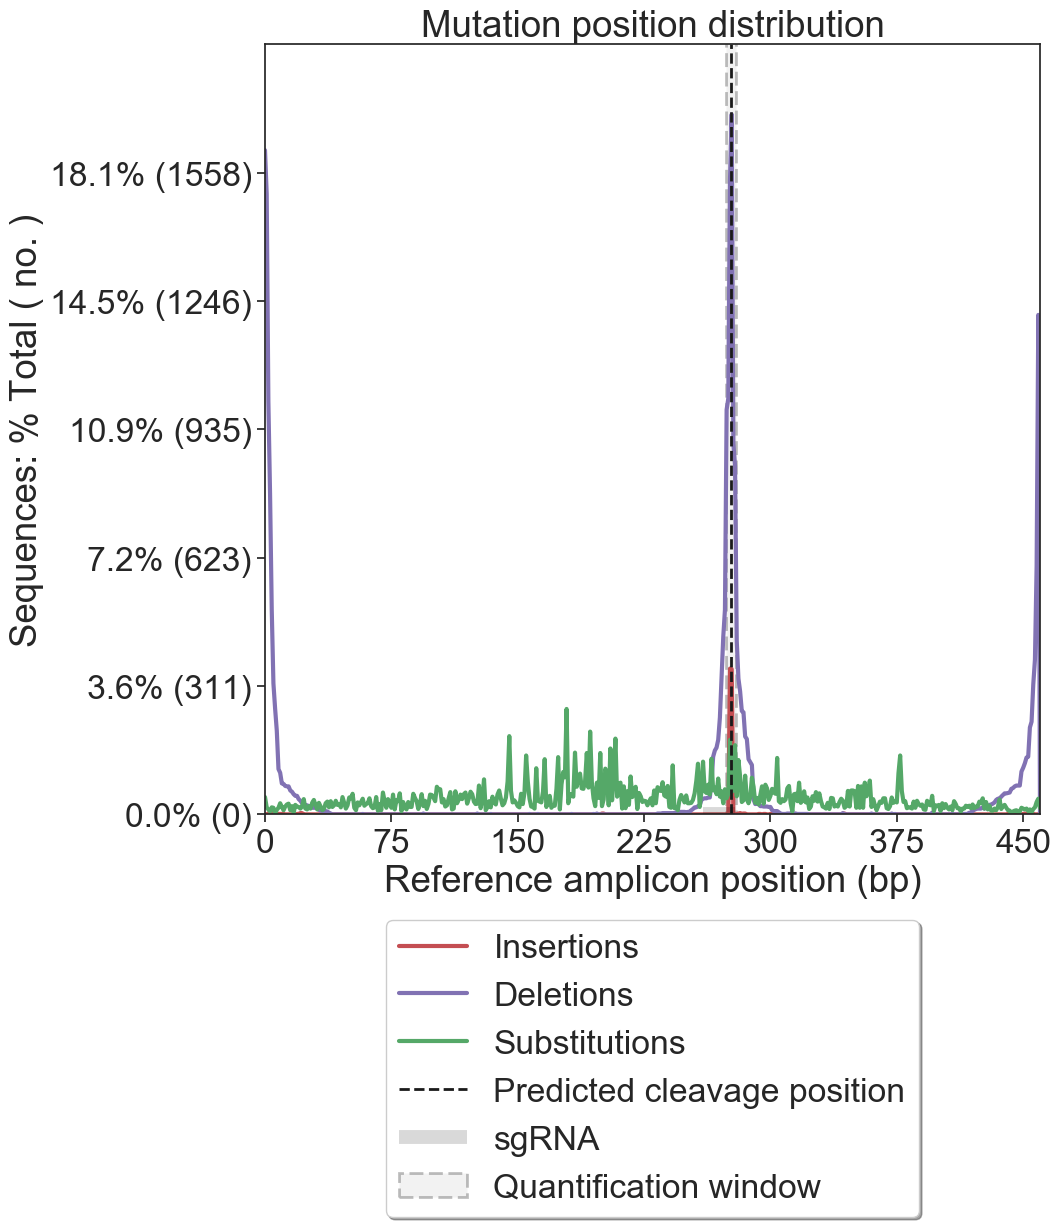 Mutation position distribution
Sequences: % Total ( no. )
18.1% (1558)
14.5% (1246)
10.9% (935)
7.2% (623)
3.6% (311)
0.0% (0)
0 75 150 225 300 375 450
Reference amplicon position (bp)
Insertions
Deletions
Substitutions
Predicted cleavage position
sgRNA
Quantification window